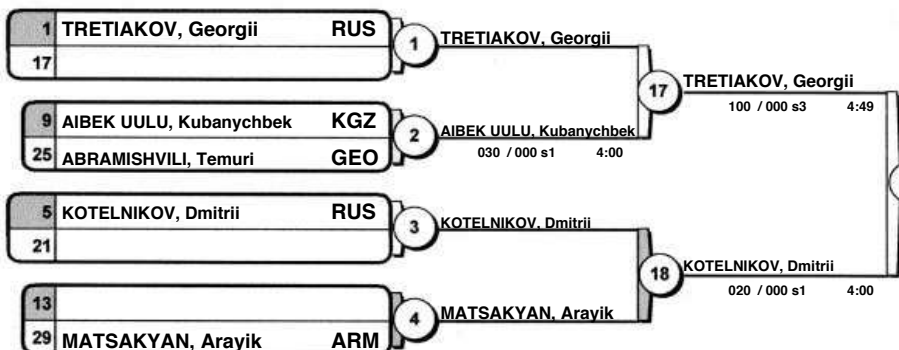 1 TRETIAKOV, Georgii RUS
17
1
TRETIAKOV, Georgii
9 AIBEK UULU, Kubanychbek KGZ
25 ABRAMISHVILI, Temuri GEO
2
AIBEK UULU, Kubanychbek
030 / 000 s1 4:00
17
TRETIAKOV, Georgii
100 / 000 s3 4:49
5 KOTELNIKOV, Dmitrii RUS
21
3
KOTELNIKOV, Dmitrii
13
29 MATSAKYAN, Arayik ARM
4
MATSAKYAN, Arayik
18
KOTELNIKOV, Dmitrii
020 / 000 s1 4:00